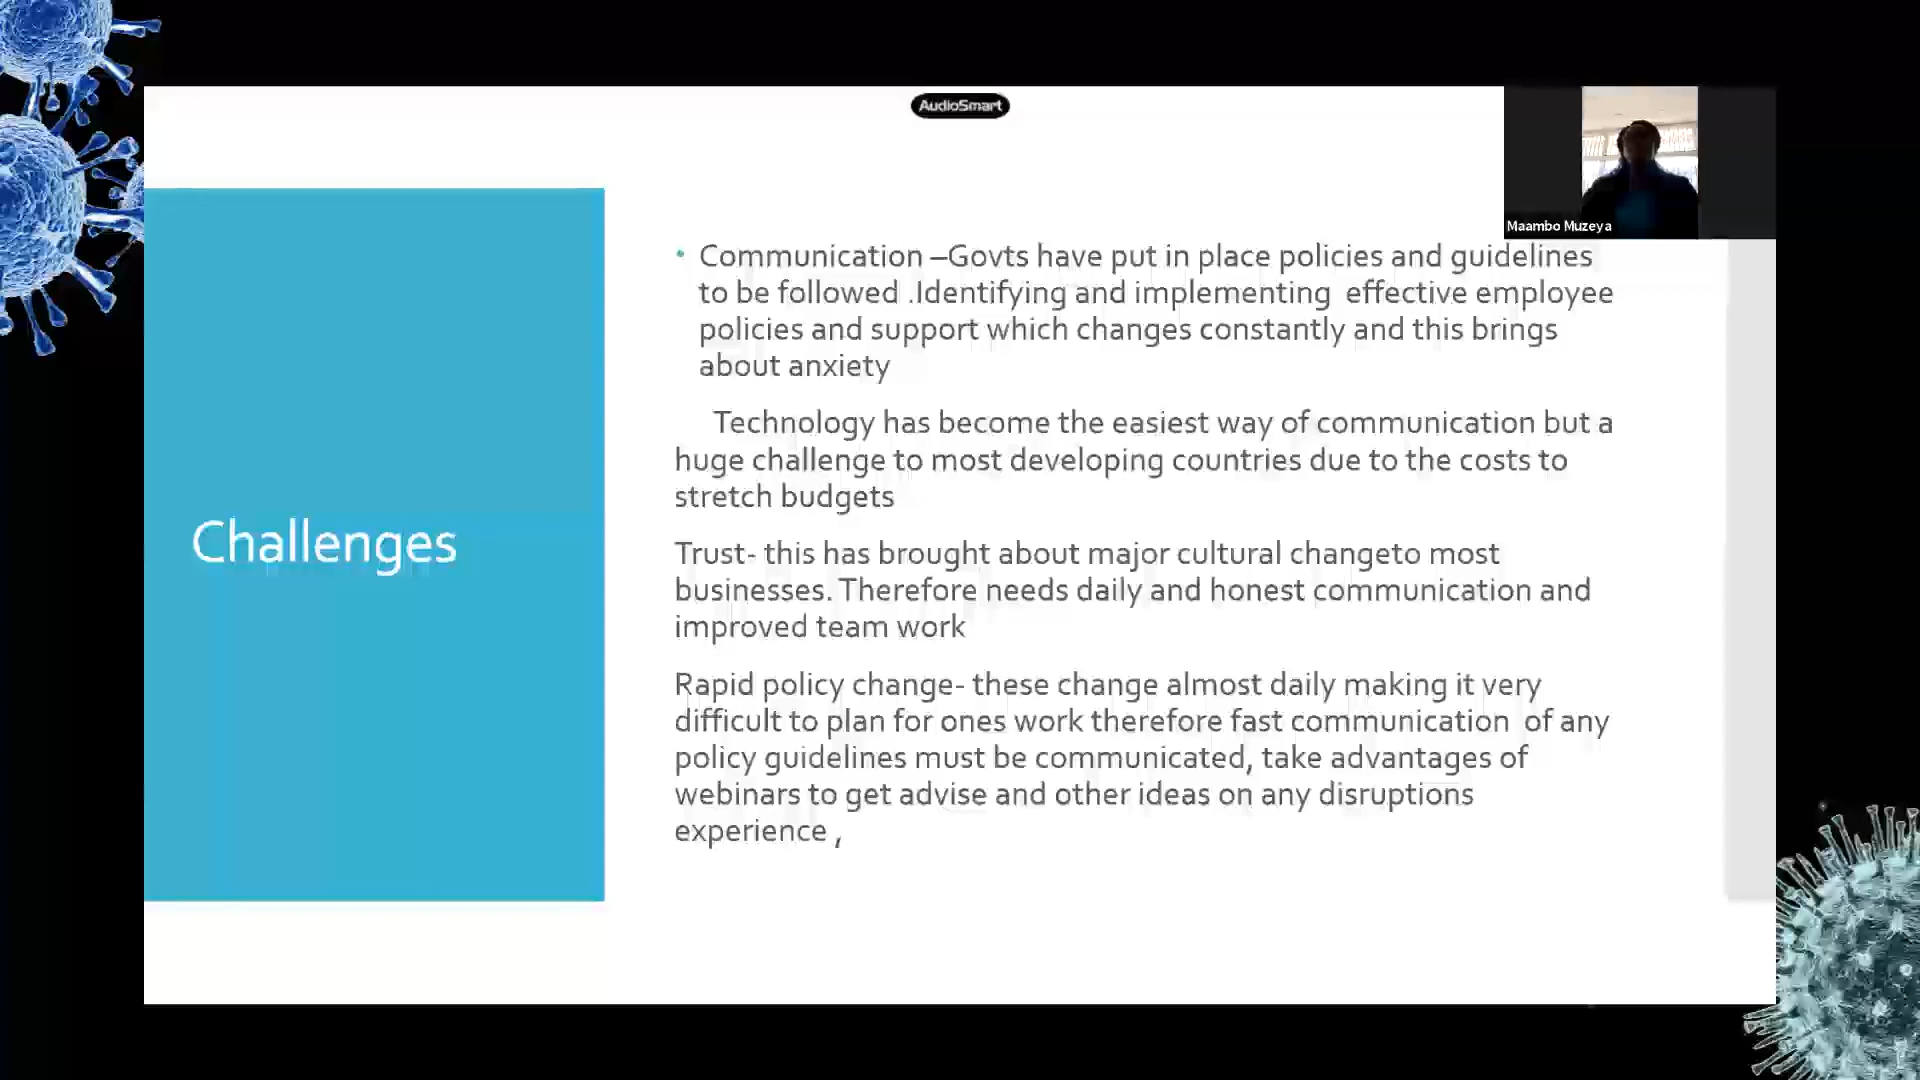 AudioSmart
Maambo Muzeya
Challenges
• Communication –Govts have put in place policies and guidelines
to be followed .Identifying and implementing  effective employee
policies and support which changes constantly and this brings
about anxiety
Technology has become the easiest way of communication but a
huge challenge to most developing countries due to the costs to
stretch budgets
Trust- this has brought about major cultural changeto most
businesses. Therefore needs daily and honest communication and
improved team work
Rapid policy change- these change almost daily making it very
difficult to plan for ones work therefore fast communication  of any
policy guidelines must be communicated, take advantages of
webinars to get advise and other ideas on any disruptions
experience ,